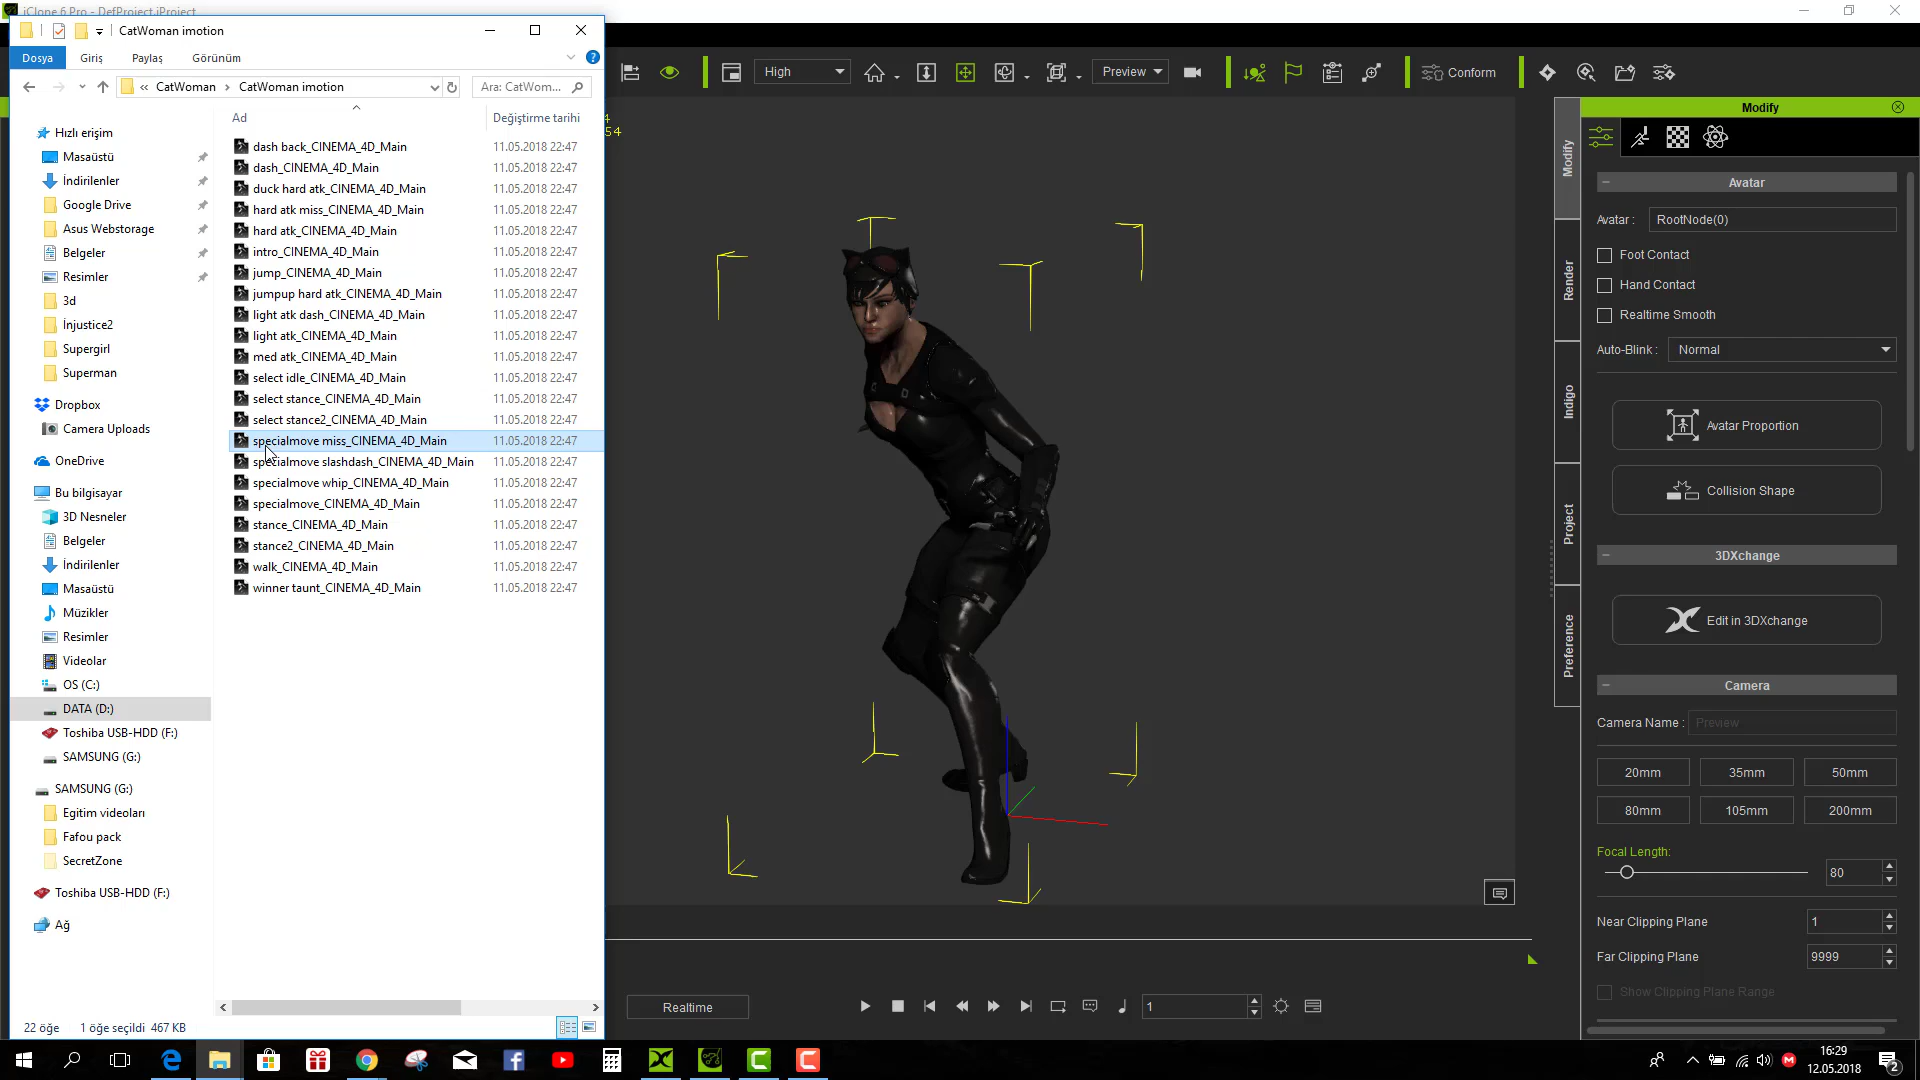 iClone 6 Pro - DefProject.iProject
CatWoman imotion
Dosya
Giriş
Paylaş
Görünüm
?
« CatWoman › CatWoman imotion
Ara: CatWom...
High
Preview
Conform
Ad
Değiştirme tarihi
Hızlı erişim
Masaüstü
İndirilenler
Google Drive
Asus Webstorage
Belgeler
Resimler
3d
İnjustice2
Supergirl
Superman
Dropbox
Camera Uploads
OneDrive
Bu bilgisayar
3D Nesneler
Belgeler
İndirilenler
Masaüstü
Müzikler
Resimler
Videolar
OS (C:)
DATA (D:)
Toshiba USB-HDD (F:)
SAMSUNG (G:)
SAMSUNG (G:)
Egitim videoları
Fafou pack
SecretZone
Toshiba USB-HDD (F:)
Ağ
dash back_CINEMA_4D_Main 11.05.2018 22:47
dash_CINEMA_4D_Main 11.05.2018 22:47
duck hard atk_CINEMA_4D_Main 11.05.2018 22:47
hard atk miss_CINEMA_4D_Main 11.05.2018 22:47
hard atk_CINEMA_4D_Main 11.05.2018 22:47
intro_CINEMA_4D_Main 11.05.2018 22:47
jump_CINEMA_4D_Main 11.05.2018 22:47
jumpup hard atk_CINEMA_4D_Main 11.05.2018 22:47
light atk dash_CINEMA_4D_Main 11.05.2018 22:47
light atk_CINEMA_4D_Main 11.05.2018 22:47
med atk_CINEMA_4D_Main 11.05.2018 22:47
select idle_CINEMA_4D_Main 11.05.2018 22:47
select stance_CINEMA_4D_Main 11.05.2018 22:47
select stance2_CINEMA_4D_Main 11.05.2018 22:47
specialmove miss_CINEMA_4D_Main 11.05.2018 22:47
specialmove slashdash_CINEMA_4D_Main 11.05.2018 22:47
specialmove whip_CINEMA_4D_Main 11.05.2018 22:47
specialmove_CINEMA_4D_Main 11.05.2018 22:47
stance_CINEMA_4D_Main 11.05.2018 22:47
stance2_CINEMA_4D_Main 11.05.2018 22:47
walk_CINEMA_4D_Main 11.05.2018 22:47
winner taunt_CINEMA_4D_Main 11.05.2018 22:47
22 öğe 1 öğe seçildi 467 KB
4
54
Realtime
1
Modify
Render
Indigo
Project
Preference
Modify
Avatar
Avatar : RootNode(0)
Foot Contact
Hand Contact
Realtime Smooth
Auto-Blink : Normal
Avatar Proportion
Collision Shape
3DXchange
Edit in 3DXchange
Camera
Camera Name : Preview
20mm 35mm 50mm
80mm 105mm 200mm
Focal Length:
80
Near Clipping Plane 1
Far Clipping Plane 9999
Show Clipping Plane Range
16:29
12.05.2018
2